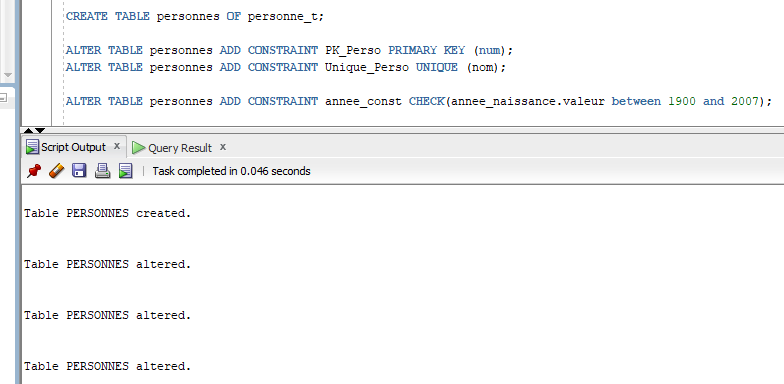 CREATE TABLE personnes OF personne_t;
ALTER TABLE personnes ADD CONSTRAINT PK_Perso PRIMARY KEY (num);
ALTER TABLE personnes ADD CONSTRAINT Unique_Perso UNIQUE (nom);
ALTER TABLE personnes ADD CONSTRAINT annee_const CHECK(annee_naissance.valeur between 1900 and 2007);
Script Output x Query Result x
Task completed in 0.046 seconds
Table PERSONNES created.
Table PERSONNES altered.
Table PERSONNES altered.
Table PERSONNES altered.